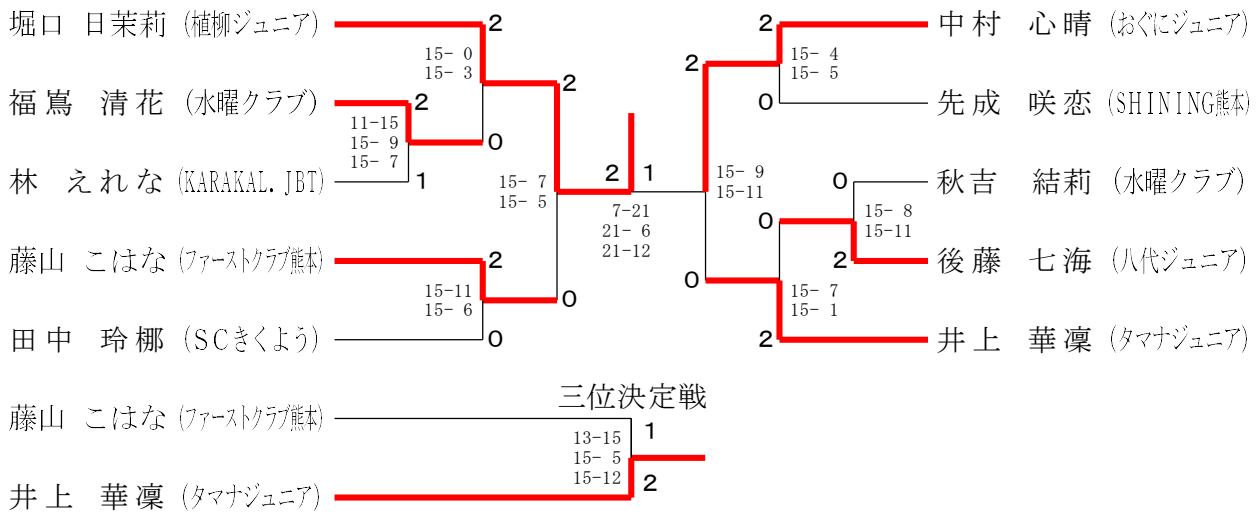 堀口 日茉莉 (植柳ジュニア)
2
15- 0
15- 3
福嶌 清花 (水曜クラブ)
2
11-15
15- 9
15- 7
0
林 えれな (KARAKAL.JBT)
1
2
15- 7
15- 5
藤山 こはな (ファーストクラブ熊本)
2
15-11
15- 6
0
田中 玲梛 (SCきくよう)
0
2 1
7-21
21- 6
21-12
2 中村 心晴 (おぐにジュニア)
15- 4
15- 5
2
0 先成 咲恋 (SHINING熊本)
15- 9
15-11
0 秋吉 結莉 (水曜クラブ)
15- 8
15-11
0
2 後藤 七海 (八代ジュニア)
0
15- 7
15- 1
2 井上 華凜 (タマナジュニア)
三位決定戦
藤山 こはな (ファーストクラブ熊本)
1
13-15
15- 5
15-12
井上 華凜 (タマナジュニア)
2